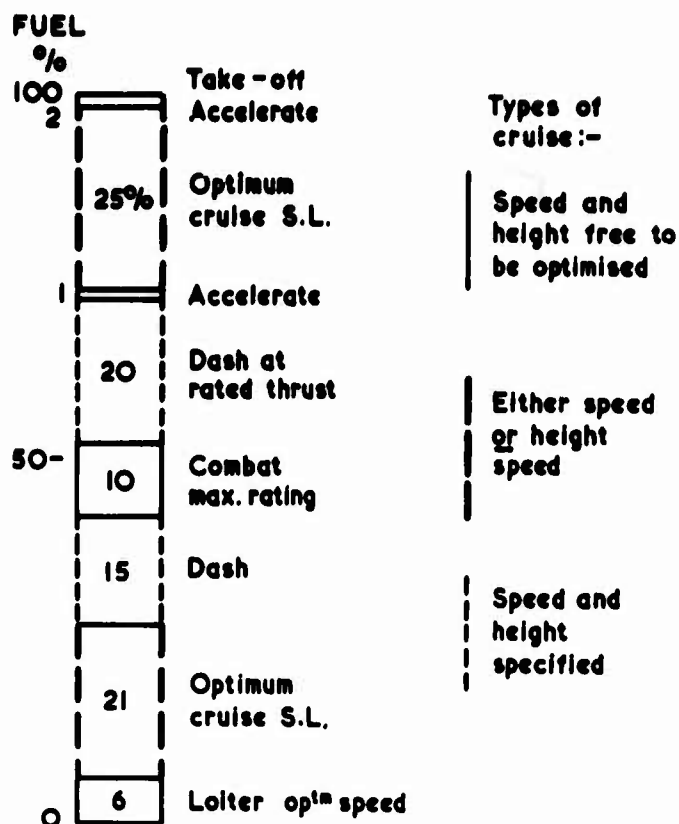 FUEL
%
100
2
Take-off
Accelerate
25%
Optimum
cruise S.L.
1
Accelerate
20
Dash at
rated thrust
50-
10
Combat
max. rating
15
Dash
21
Optimum
cruise S.L.
6
Loiter opᵗᵐ speed
0
Types of
cruise:-
Speed and
height free to
be optimised
Either speed
or height
speed
Speed and
height
specified